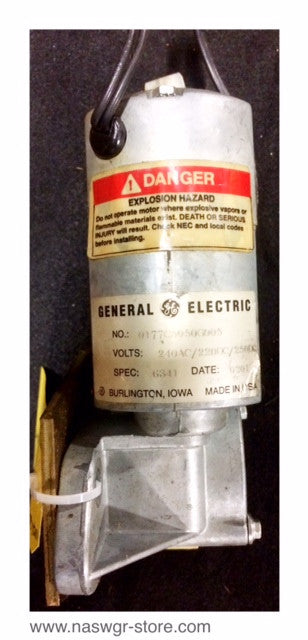 ⚠ DANGER
EXPLOSION HAZARD
Do not operate motor where explosive vapors or
flammable materials exist. DEATH OR SERIOUS
INJURY will result. Check NEC and local codes
before installing.
GENERAL GE ELECTRIC
NO.:
VOLTS: 240AC/220DC/250DC
SPEC: 6341 DATE:
BURLINGTON, IOWA MADE IN USA
www.naswgr-store.com